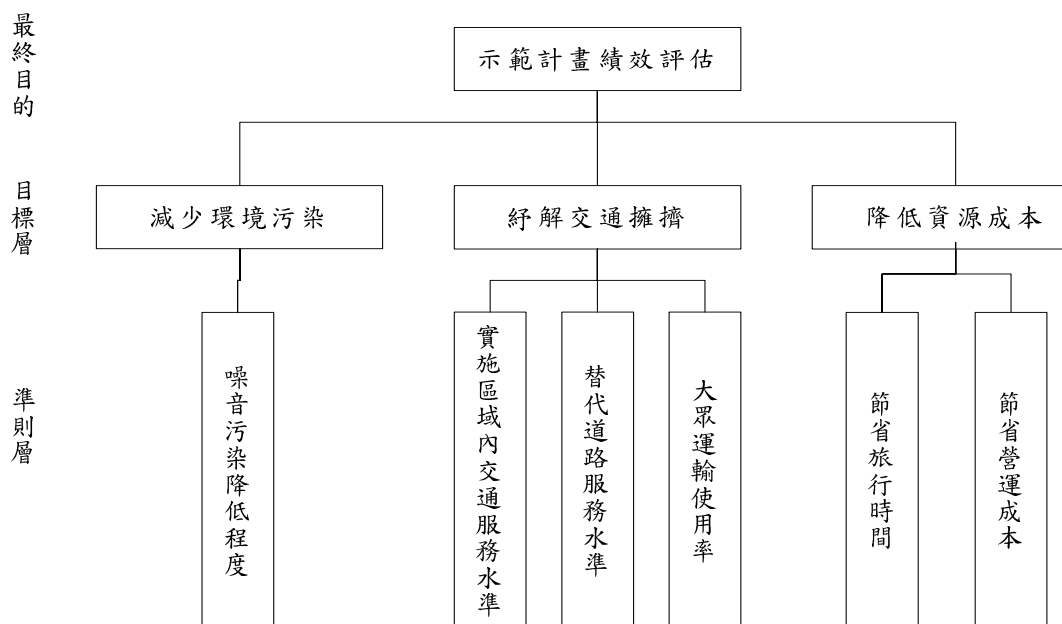 最終目的
示範計畫績效評估
目標層
減少環境污染
紓解交通擁擠
降低資源成本
準則層
噪音污染降低程度
實施區域內交通服務水準
替代道路服務水準
大眾運輸使用率
節省旅行時間
節省營運成本